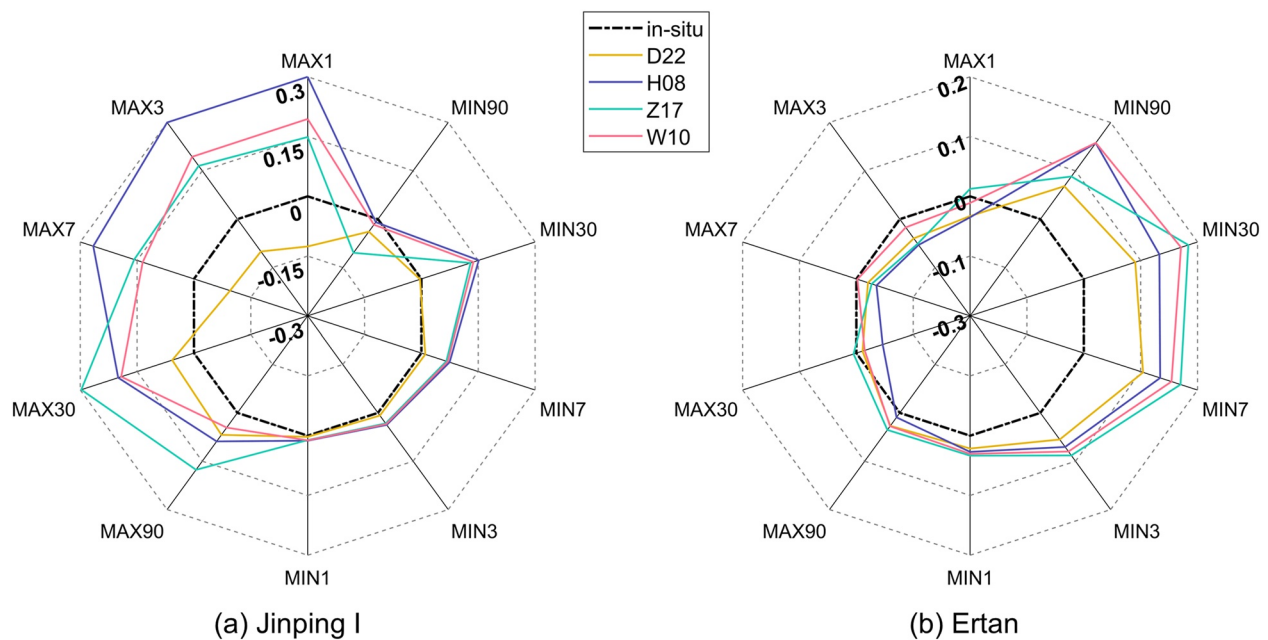 in-situ
D22
H08
Z17
W10
MAX1
MAX3
MIN90
0.3
0.15
0
-0.15
-0.3
MAX7
MIN30
MAX30
MIN7
MAX90
MIN3
MIN1
(a) Jinping I
MAX1
MAX3
MIN90
0.2
0.1
0
-0.1
-0.3
MAX7
MIN30
MAX30
MIN7
MAX90
MIN3
MIN1
(b) Ertan